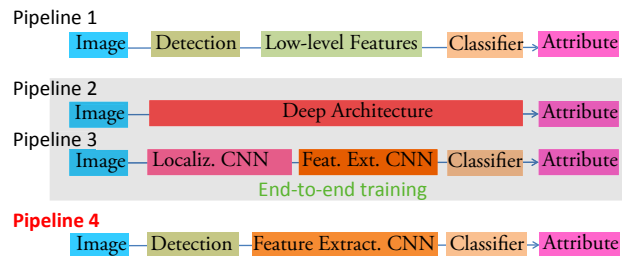 Pipeline 1
Image Detection Low-level Features Classifier Attribute
Pipeline 2
Image Deep Architecture Attribute
Pipeline 3
Image Localiz. CNN Feat. Ext. CNN Classifier Attribute
End-to-end training
Pipeline 4
Image Detection Feature Extract. CNN Classifier Attribute